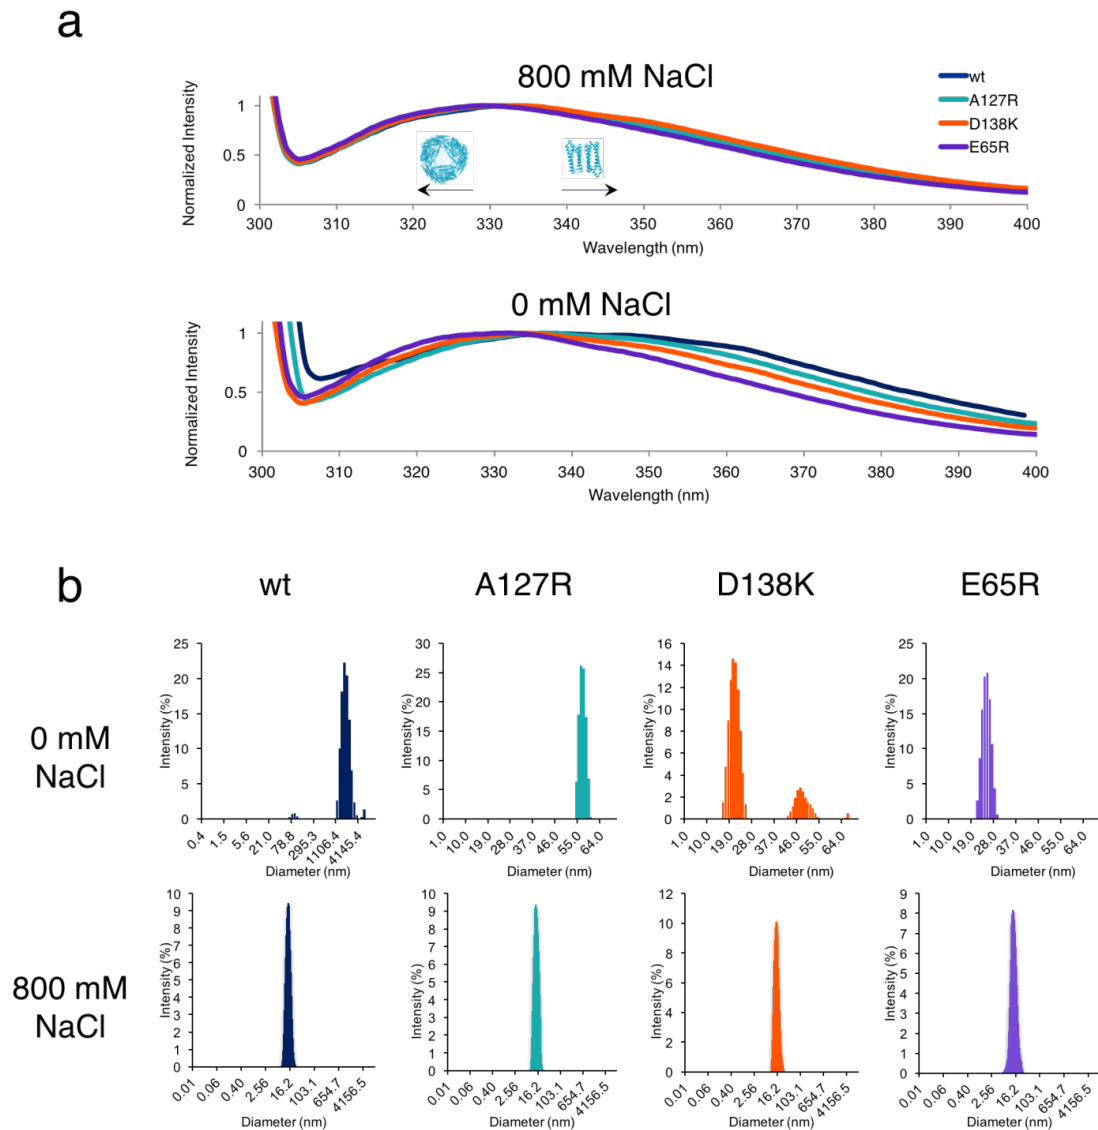 a
800 mM NaCl
wt
A127R
D138K
E65R
Normalized Intensity
1
0.5
0
300 310 320 330 340 350 360 370 380 390 400
Wavelength (nm)
0 mM NaCl
Normalized Intensity
1
0.5
0
300 310 320 330 340 350 360 370 380 390 400
Wavelength (nm)
b
wt A127R D138K E65R
0 mM
NaCl
Intensity (%)
25
20
15
10
5
0
0.4 1.5 5.6 21.0 78.8 295.3 1106.4 4145.4
Diameter (nm)
Intensity (%)
30
25
20
15
10
5
0
1.0 10.0 19.0 28.0 37.0 46.0 55.0 64.0
Diameter (nm)
Intensity (%)
16
14
12
10
8
6
4
2
0
1.0 10.0 19.0 28.0 37.0 46.0 55.0 64.0
Diameter (nm)
Intensity (%)
25
20
15
10
5
0
1.0 10.0 19.0 28.0 37.0 46.0 55.0 64.0
Diameter (nm)
800 mM
NaCl
Intensity (%)
10
9
8
7
6
5
4
3
2
1
0
0.01 0.06 0.40 2.56 16.2 103.1 654.7 4156.5
Diameter (nm)
Intensity (%)
10
9
8
7
6
5
4
3
2
1
0
0.01 0.06 0.40 2.56 16.2 103.1 654.7 4156.5
Diameter (nm)
Intensity (%)
12
10
8
6
4
2
0
0.01 0.06 0.40 2.56 16.2 103.1 654.7 4156.5
Diameter (nm)
Intensity (%)
9
8
7
6
5
4
3
2
1
0
0.01 0.06 0.40 2.56 16.2 103.1 654.7 4156.5
Diameter (nm)